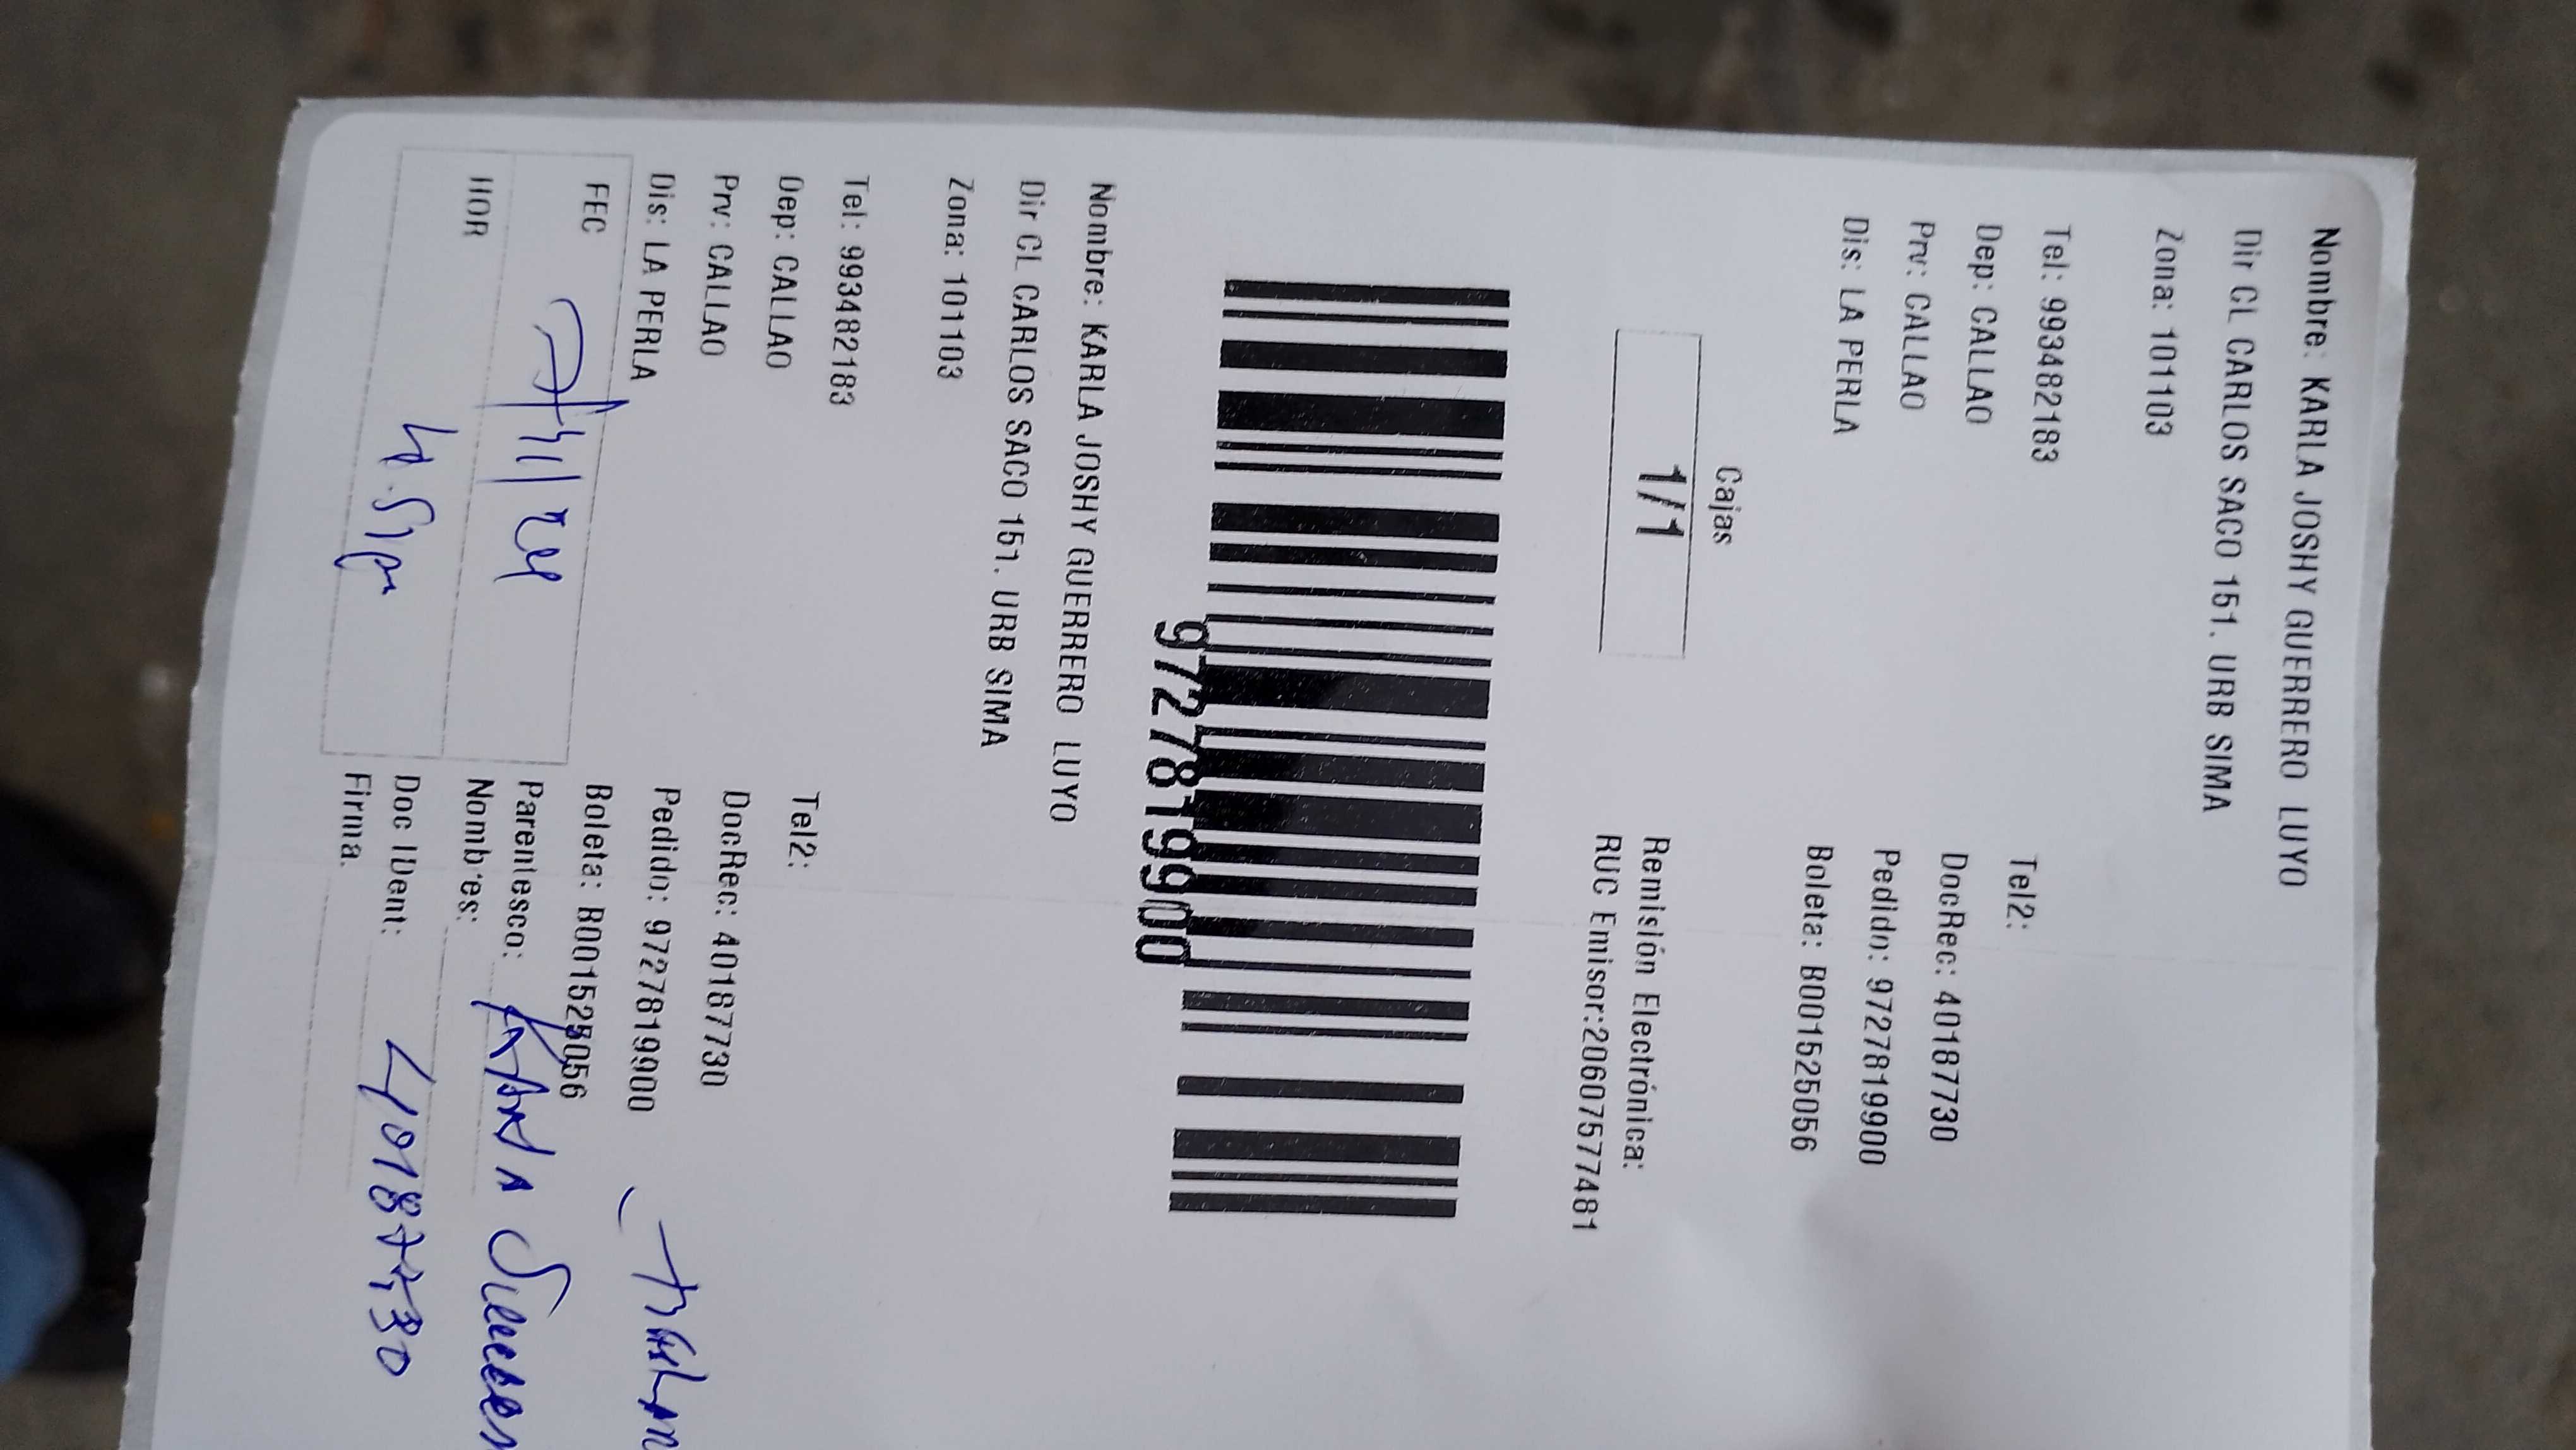 Nombre: KARLA JOSHY GUERRERO LUYO
Dir CL CARLOS SACO 151. URB SIMA
Zona: 101103
Tel: 993482183 Tel2:
Dep: CALLAO DocRec: 40187730
Prv: CALLAO Pedido: 972781990​0
Dis: LA PERLA Boleta: B001525056
Cajas
1/1
Remisión Electrónica:
RUC Emisor:20607577481
9727819900
Nombre: KARLA JOSHY GUERRERO LUYO
Dir CL CARLOS SACO 151. URB SIMA
Zona: 101103
Tel: 993482183 Tel2:
Dep: CALLAO DocRec: 40187730
Prv: CALLAO Pedido: 9727819900
Dis: LA PERLA Boleta: B001525056
FEC
Parentesco:
HOR
Nombres: KARLA
Doc IDent: 40187730
Firma.